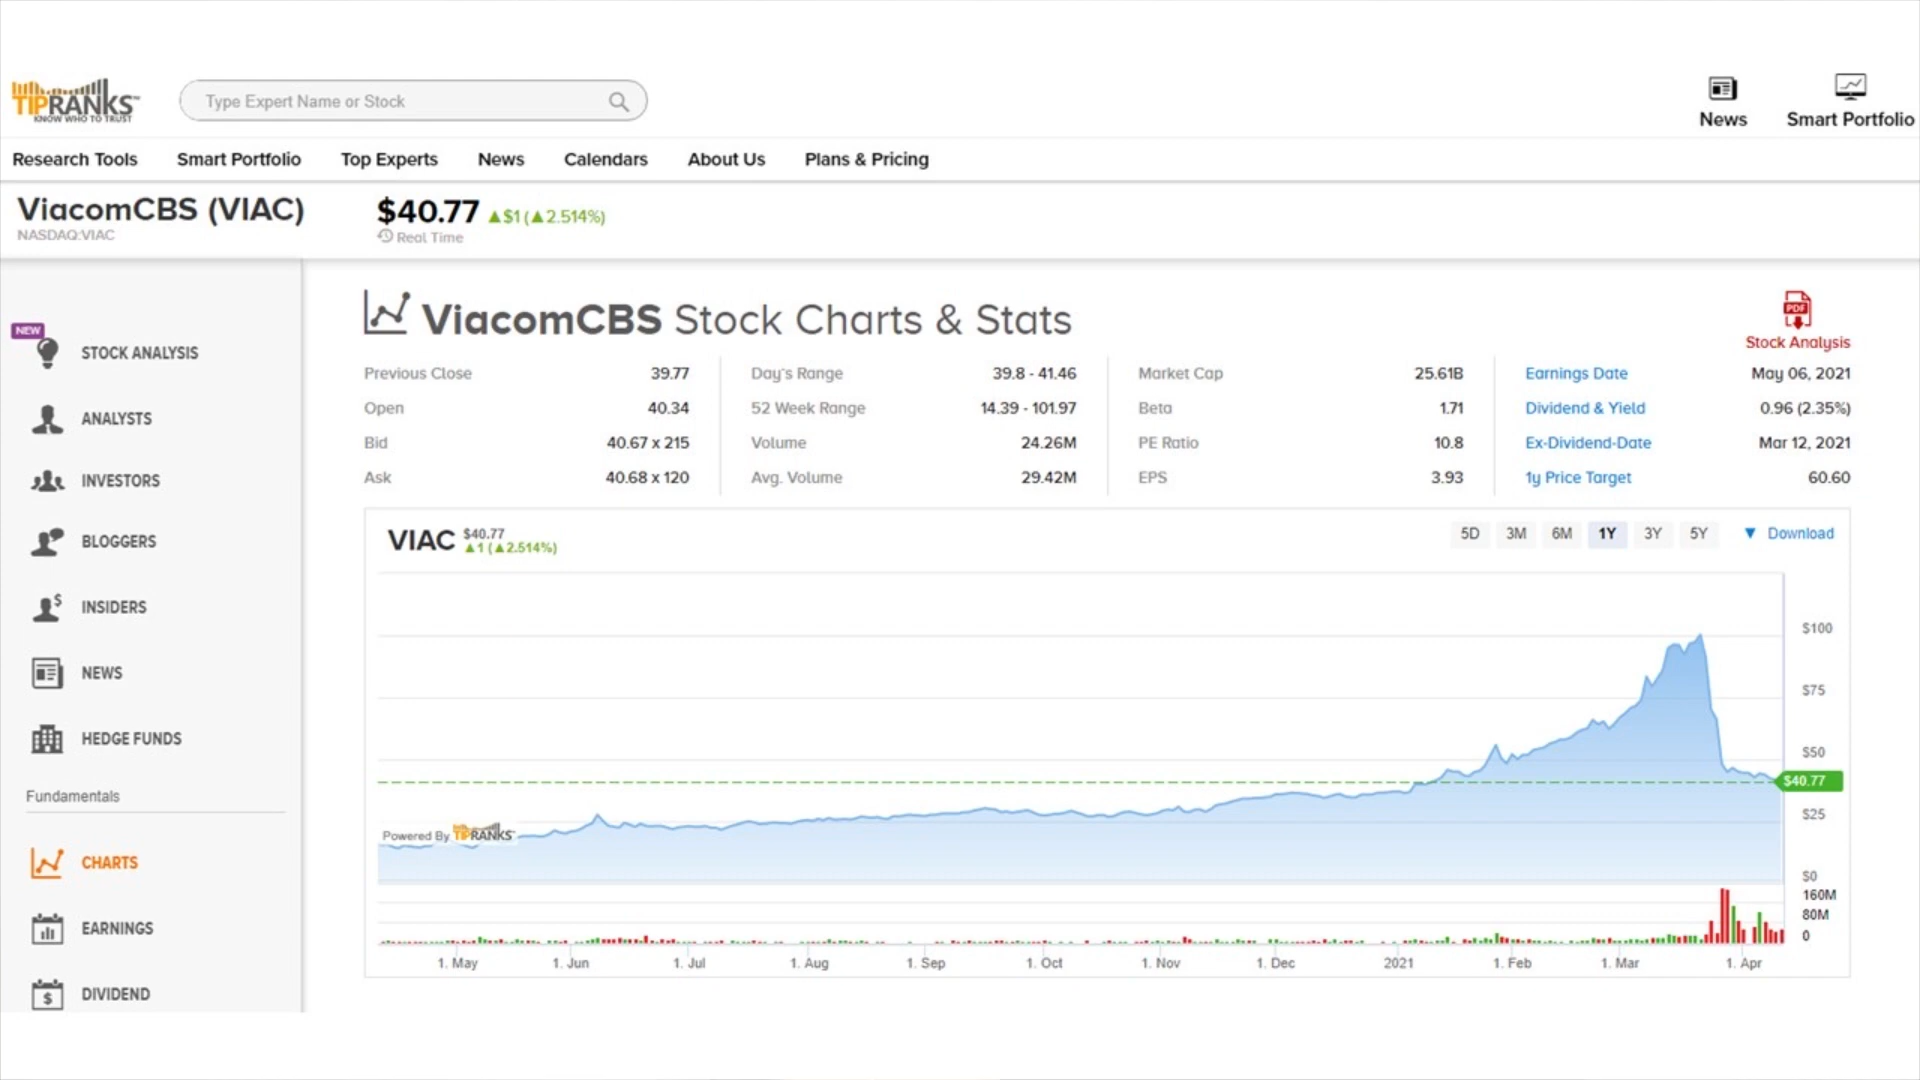 TIPRANKS
KNOW WHO TO TRUST
Type Expert Name or Stock
News
Smart Portfolio
Research Tools
Smart Portfolio
Top Experts
News
Calendars
About Us
Plans & Pricing
ViacomCBS (VIAC)
NASDAQ:VIAC
$40.77 ▲$1 (▲2.514%)
Real Time
NEW
STOCK ANALYSIS
ANALYSTS
INVESTORS
BLOGGERS
INSIDERS
NEWS
HEDGE FUNDS
Fundamentals
CHARTS
EARNINGS
DIVIDEND
ViacomCBS Stock Charts & Stats
PDF
Stock Analysis
Previous Close 39.77
Open 40.34
Bid 40.67 x 215
Ask 40.68 x 120
Day's Range 39.8 - 41.46
52 Week Range 14.39 - 101.97
Volume 24.26M
Avg. Volume 29.42M
Market Cap 25.61B
Beta 1.71
PE Ratio 10.8
EPS 3.93
Earnings Date May 06, 2021
Dividend & Yield 0.96 (2.35%)
Ex-Dividend-Date Mar 12, 2021
1y Price Target 60.60
VIAC $40.77
▲1 (▲2.514%)
5D 3M 6M 1Y 3Y 5Y ▼ Download
$100
$75
$50
$40.77
$25
$0
Powered By TIPRANKS
160M
80M
0
1. May 1. Jun 1. Jul 1. Aug 1. Sep 1. Oct 1. Nov 1. Dec 2021 1. Feb 1. Mar 1. Apr